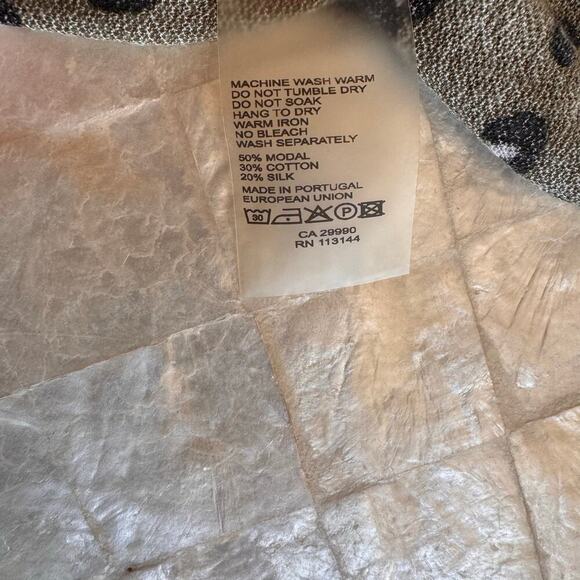 MACHINE WASH WARM
DO NOT TUMBLE DRY
DO NOT SOAK
HANG TO DRY
WARM IRON
NO BLEACH
WASH SEPARATELY
50% MODAL
30% COTTON
20% SILK
MADE IN PORTUGAL
EUROPEAN UNION
30 P
CA 29990
RN 113144